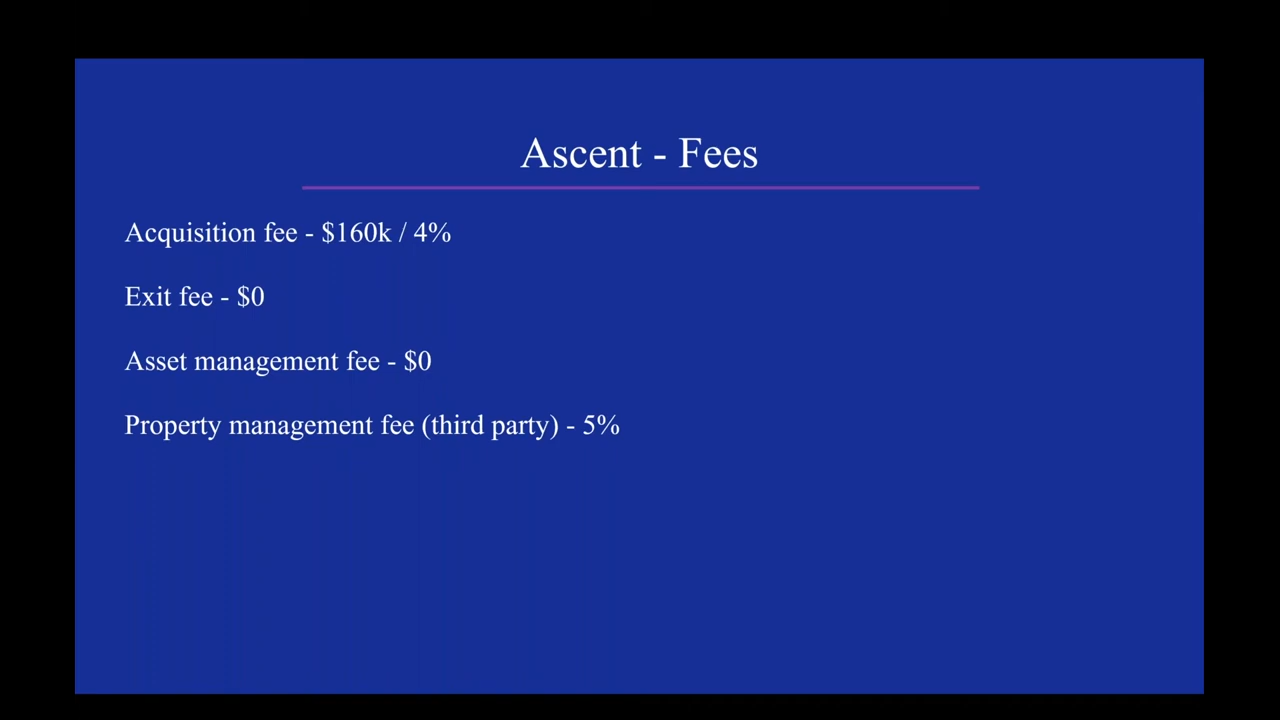 Ascent - Fees
Acquisition fee - $160k / 4%
Exit fee - $0
Asset management fee - $0
Property management fee (third party) - 5%